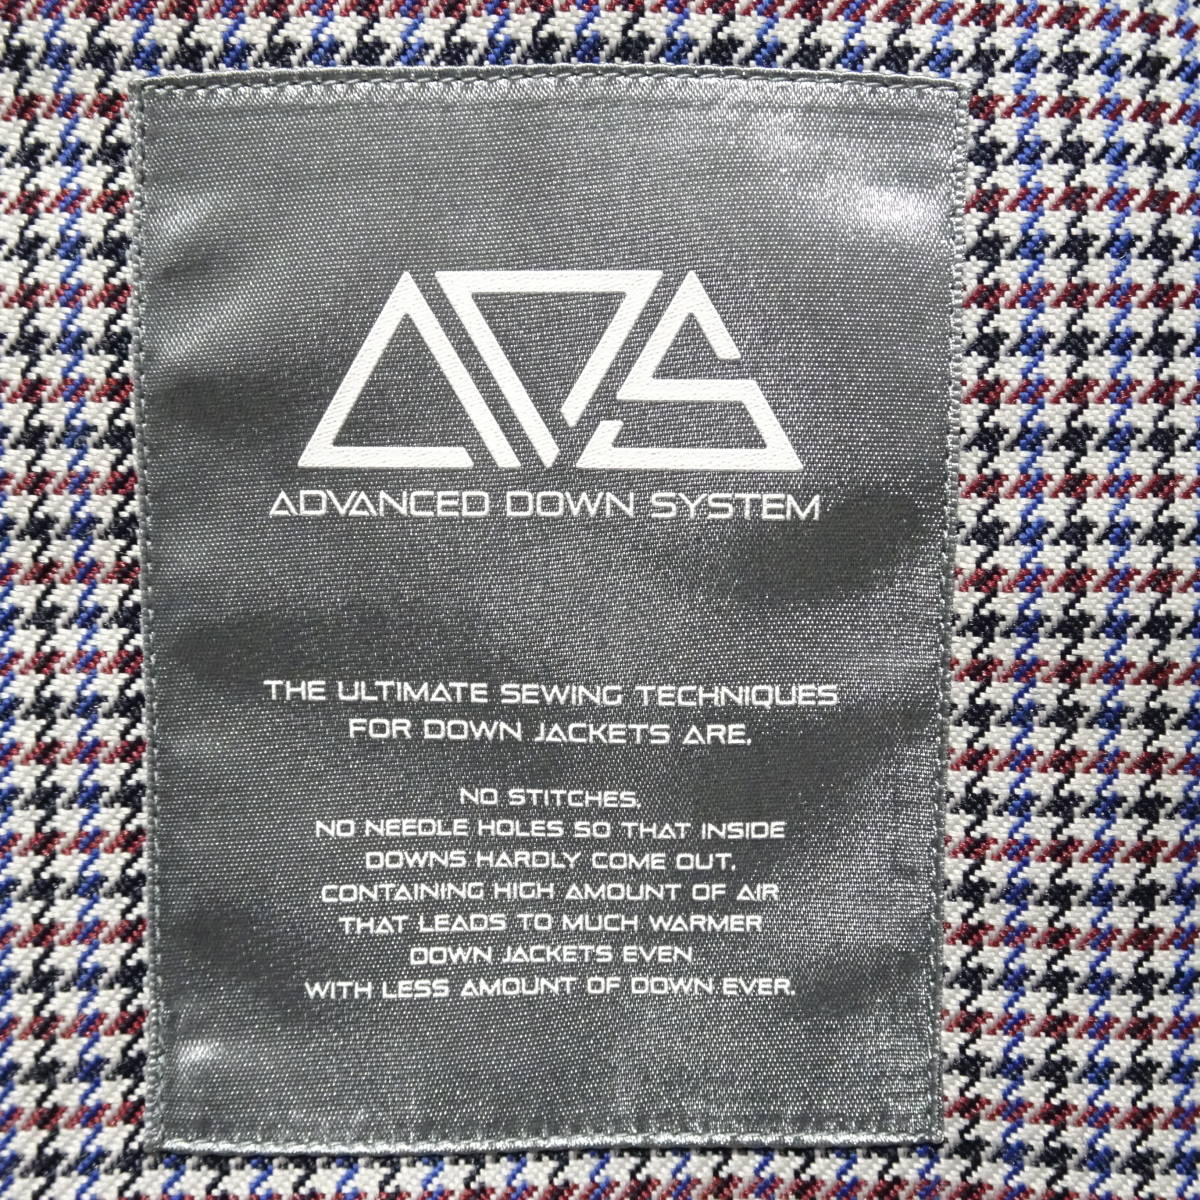 ADS
ADVANCED DOWN SYSTEM
THE ULTIMATE SEWING TECHNIQUES
FOR DOWN JACKETS ARE,
NO STITCHES,
NO NEEDLE HOLES SO THAT INSIDE
DOWNS HARDLY COME OUT,
CONTAINING HIGH AMOUNT OF AIR
THAT LEADS TO MUCH WARMER
DOWN JACKETS EVEN
WITH LESS AMOUNT OF DOWN EVER.